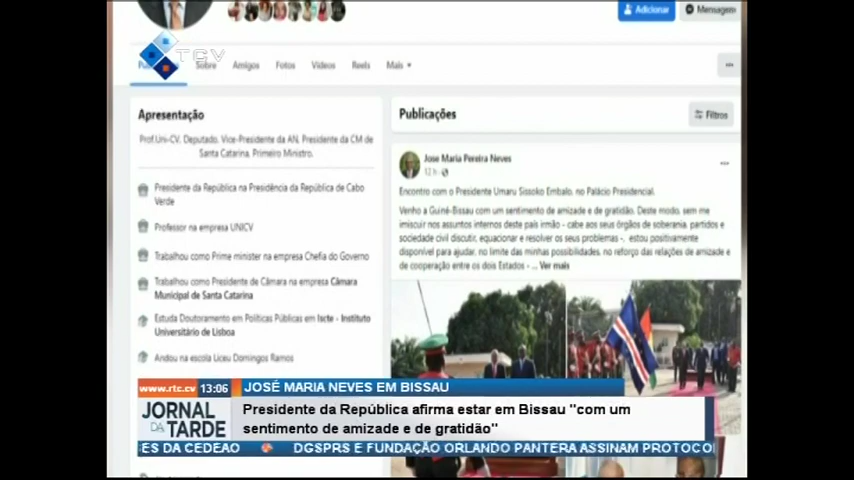 Adicionar
Mensagem
TCV
Sobre
Amigos
Fotos
Vídeos
Reels
Mais
Apresentação
Prof.Uni-CV, Deputado, Vice-Presidente da AN, Presidente da CM de
Santa Catarina, Primeiro Ministro.
Presidente da República na Presidência da República de Cabo
Verde
Professor na empresa UNICV
Trabalhou como Prime minister na empresa Chefia do Governo
Trabalhou como Presidente de Câmara na empresa Câmara
Municipal de Santa Catarina
Estuda Doutoramento em Políticas Públicas em Iscte - Instituto
Universitário de Lisboa
Andou na escola Liceu Domingos Ramos
Publicações
Filtros
Jose Maria Pereira Neves
12 h
Encontro com o Presidente Umaru Sissoko Embalo, no Palácio Presidencial.
Venho a Guiné-Bissau com um sentimento de amizade e de gratidão. Deste modo, sem me
imiscuir nos assuntos internos deste país irmão - cabe aos seus órgãos de soberania, partidos e
sociedade civil discutir, equacionar e resolver os seus problemas -, estou positivamente
disponível para ajudar, no limite das minhas possibilidades, no reforço das relações de amizade e
de cooperação entre os dois Estados - ... Ver mais
www.rtc.cv 13:06 JOSÉ MARIA NEVES EM BISSAU
JORNAL
DA TARDE
Presidente da República afirma estar em Bissau "com um
sentimento de amizade e de gratidão"
ES DA CEDEAO DGSPRS E FUNDAÇÃO ORLANDO PANTERA ASSINAM PROTOCO